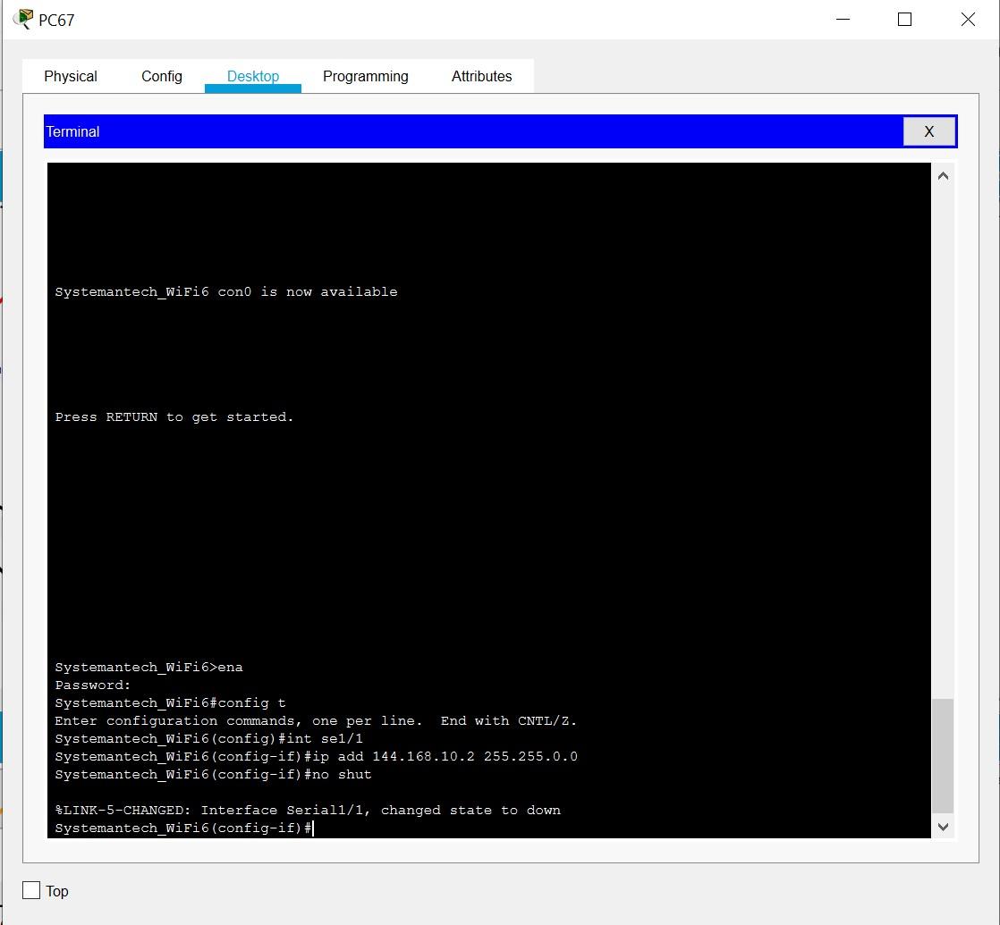 PC67
Physical Config Desktop Programming Attributes
Terminal X
Systemantech_WiFi6 con0 is now available
Press RETURN to get started.
Systemantech_WiFi6>ena
Password:
Systemantech_WiFi6#config t
Enter configuration commands, one per line.  End with CNTL/Z.
Systemantech_WiFi6(config)#int se1/1
Systemantech_WiFi6(config-if)#ip add 144.168.10.2 255.255.0.0
Systemantech_WiFi6(config-if)#no shut
%LINK-5-CHANGED: Interface Serial1/1, changed state to down
Systemantech_WiFi6(config-if)#
Top